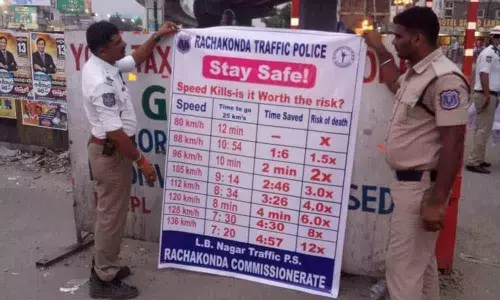 RACHAKONDA TRAFFIC POLICE
Stay Safe!
Speed Kills-is it Worth the risk?
Speed Time to go 25 km/h Time Saved Risk of death
80 km/h 12 min — x
88 km/h 10 : 54 1:6 1.5x
96 km/h 10 min 2 min 2x
105 km/h 9 : 14 2:46 3.0x
112 km/h 8 : 34 3:26 4.0x
120 km/h 8 min 4 min 6.0x
128 km/h 7 : 30 4:30 8x
136 km/h 7 : 20 4:57 12x
L.B. Nagar Traffic P.S.
RACHAKONDA COMMISSIONERATE
TAX
13
13